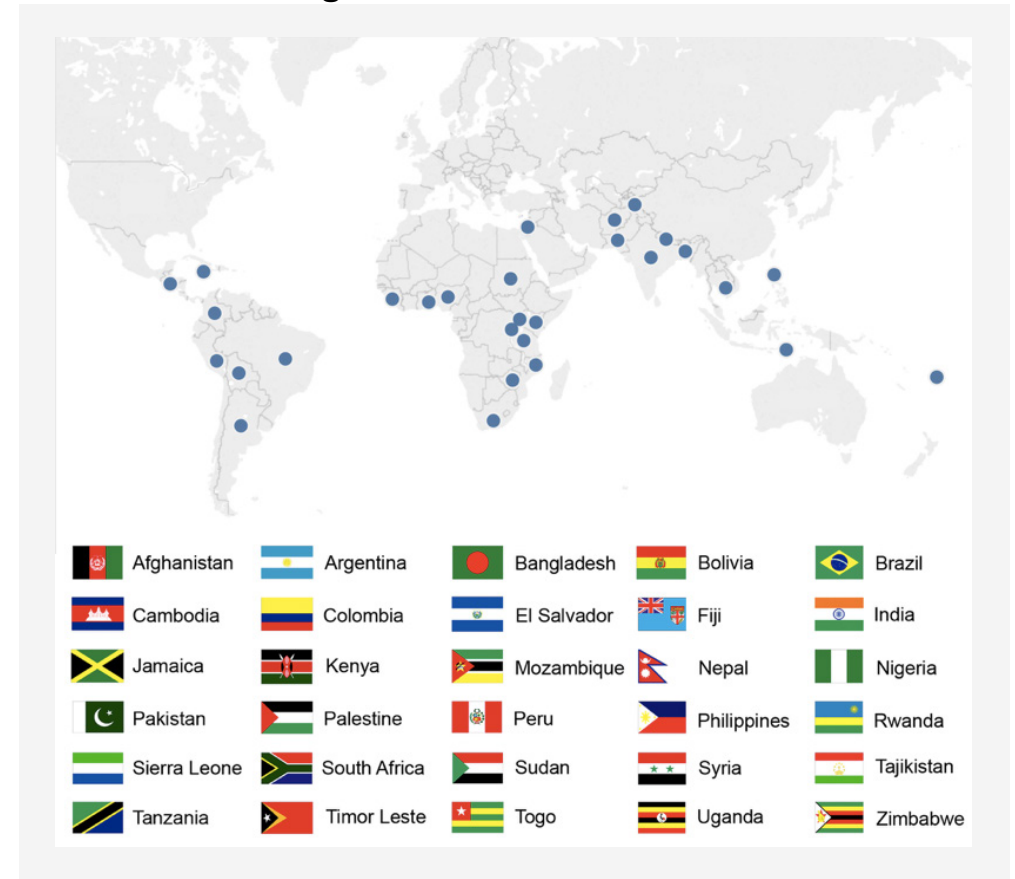 Afghanistan Argentina Bangladesh Bolivia Brazil
Cambodia Colombia El Salvador Fiji India
Jamaica Kenya Mozambique Nepal Nigeria
Pakistan Palestine Peru Philippines Rwanda
Sierra Leone South Africa Sudan Syria Tajikistan
Tanzania Timor Leste Togo Uganda Zimbabwe